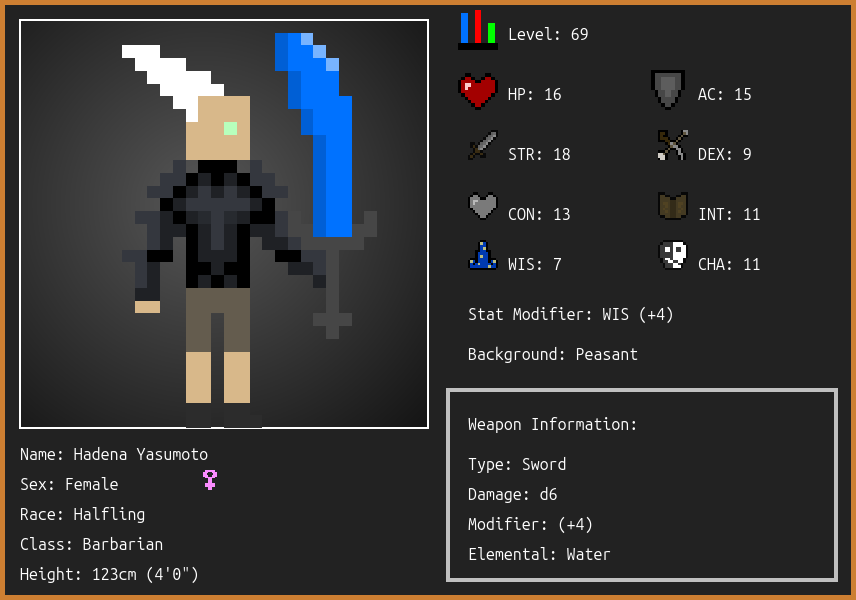 Level: 69
HP: 16
AC: 15
STR: 18
DEX: 9
CON: 13
INT: 11
WIS: 7
CHA: 11
Stat Modifier: WIS (+4)
Background: Peasant
Weapon Information:
Type: Sword
Damage: d6
Modifier: (+4)
Elemental: Water
Name: Hadena Yasumoto
Sex: Female
Race: Halfling
Class: Barbarian
Height: 123cm (4'0")